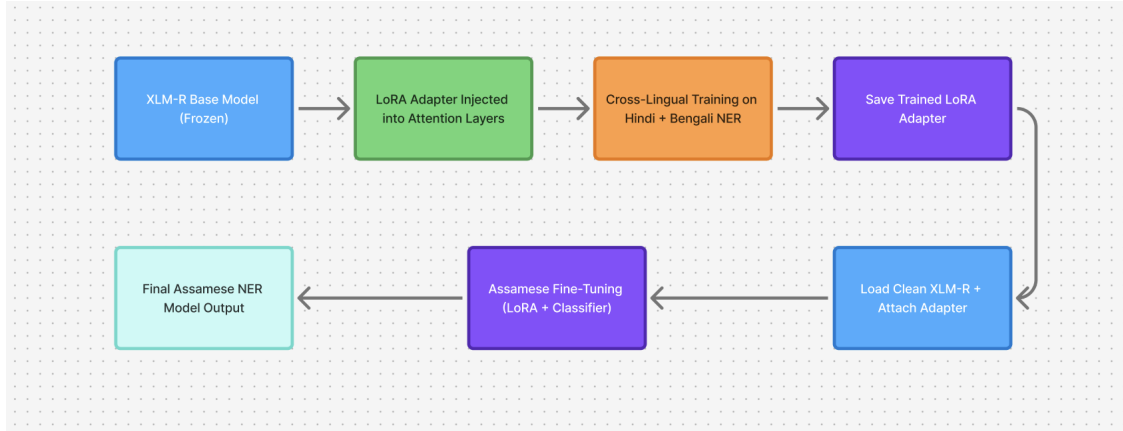 XLM-R Base Model
(Frozen)
LoRA Adapter Injected
into Attention Layers
Cross-Lingual Training on
Hindi + Bengali NER
Save Trained LoRA
Adapter
Load Clean XLM-R +
Attach Adapter
Assamese Fine-Tuning
(LoRA + Classifier)
Final Assamese NER
Model Output